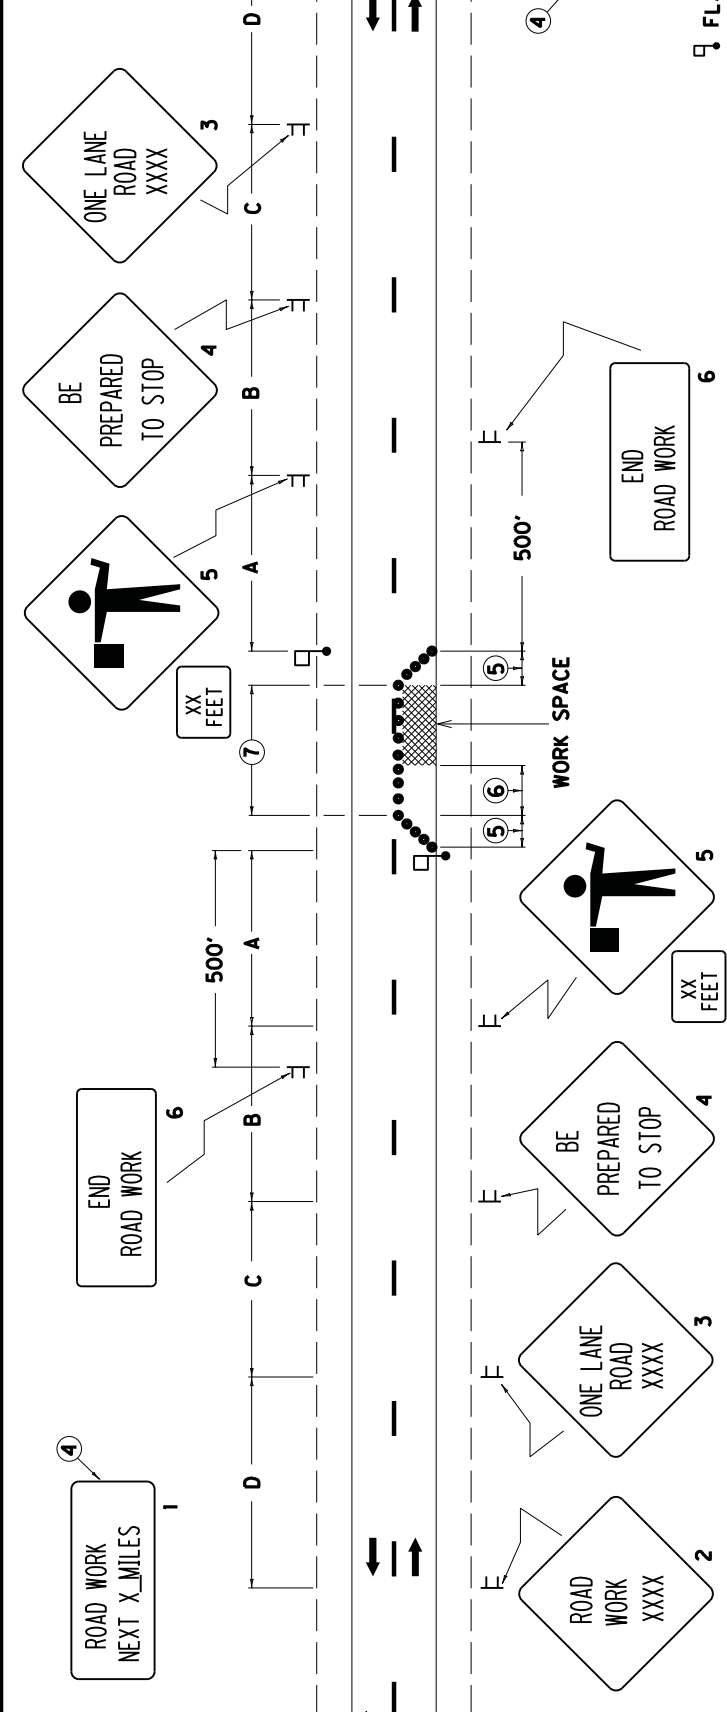 4
ROAD WORK
NEXT X_MILES
1
END
ROAD WORK
6
XX
FEET
5
BE
PREPARED
TO STOP
4
ONE LANE
ROAD
XXXX
3
500'
D
C
B
A
7
A
B
C
D
5
6
5
500'
WORK SPACE
4
ROAD
WORK
XXXX
2
ONE LANE
ROAD
XXXX
3
BE
PREPARED
TO STOP
4
XX
FEET
5
END
ROAD WORK
6